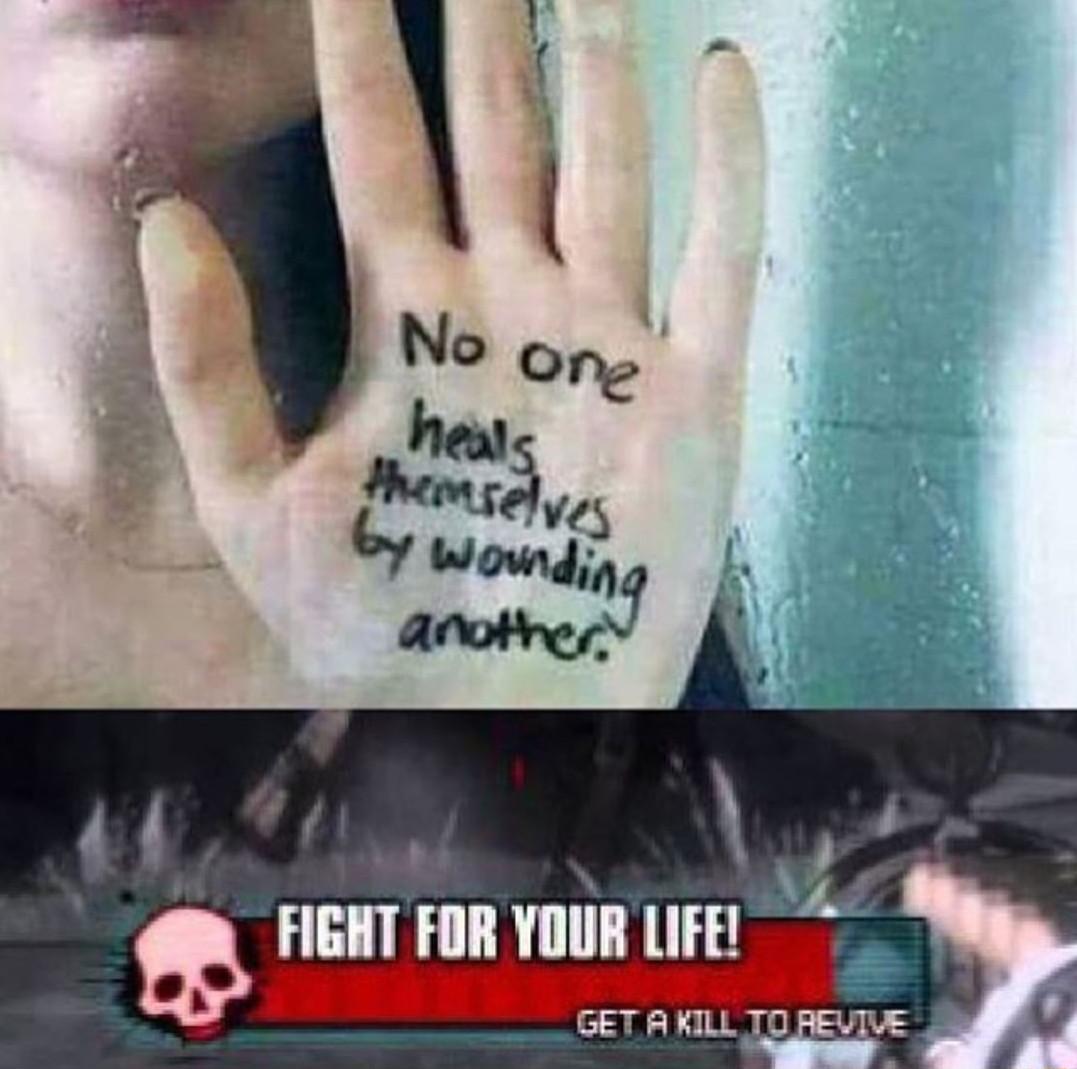 No one
heals
themselves
by wounding
another.
FIGHT FOR YOUR LIFE!
GET A KILL TO REVIVE